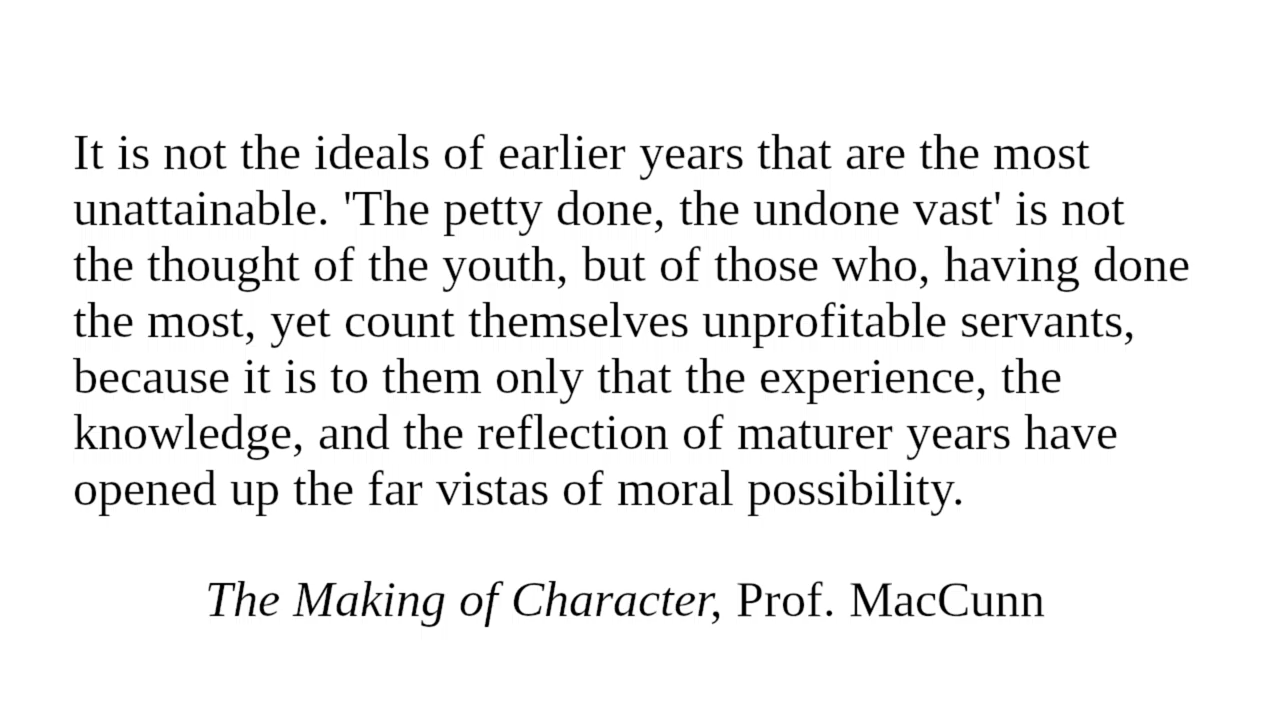 It is not the ideals of earlier years that are the most
unattainable. 'The petty done, the undone vast' is not
the thought of the youth, but of those who, having done
the most, yet count themselves unprofitable servants,
because it is to them only that the experience, the
knowledge, and the reflection of maturer years have
opened up the far vistas of moral possibility.
The Making of Character, Prof. MacCunn